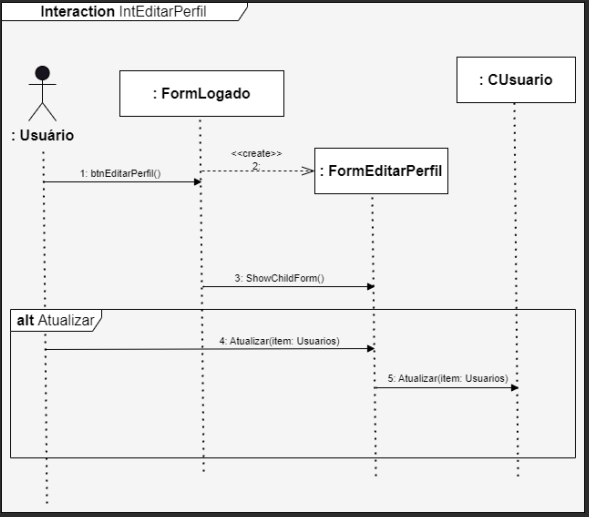 Interaction IntEditarPerfil
: Usuário
: FormLogado
: CUsuario
<<create>>
2:
: FormEditarPerfil
1: btnEditarPerfil()
3: ShowChildForm()
alt Atualizar
4: Atualizar(item: Usuarios)
5: Atualizar(item: Usuarios)